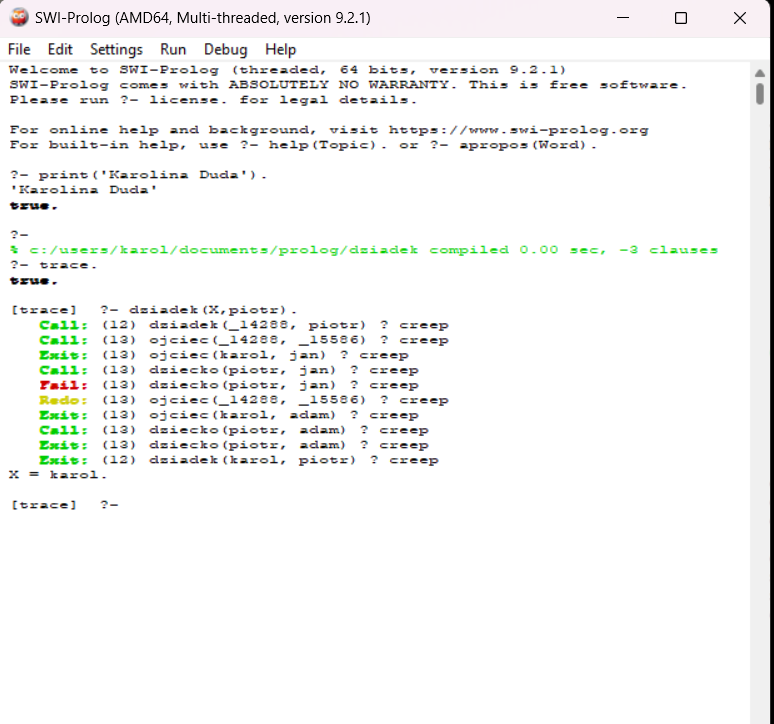 SWI-Prolog (AMD64, Multi-threaded, version 9.2.1)
File Edit Settings Run Debug Help
Welcome to SWI-Prolog (threaded, 64 bits, version 9.2.1)
SWI-Prolog comes with ABSOLUTELY NO WARRANTY. This is free software.
Please run ?- license. for legal details.
For online help and background, visit https://www.swi-prolog.org
For built-in help, use ?- help(Topic). or ?- apropos(Word).
?- print('Karolina Duda').
'Karolina Duda'
true.
?-
% c:/users/karol/documents/prolog/dziadek compiled 0.00 sec, -3 clauses
?- trace.
true.
[trace]  ?- dziadek(X,piotr).
   Call: (12) dziadek(_14288, piotr) ? creep
   Call: (13) ojciec(_14288, _15586) ? creep
   Exit: (13) ojciec(karol, jan) ? creep
   Call: (13) dziecko(piotr, jan) ? creep
   Fail: (13) dziecko(piotr, jan) ? creep
   Redo: (13) ojciec(_14288, _15586) ? creep
   Exit: (13) ojciec(karol, adam) ? creep
   Call: (13) dziecko(piotr, adam) ? creep
   Exit: (13) dziecko(piotr, adam) ? creep
   Exit: (12) dziadek(karol, piotr) ? creep
X = karol.
[trace]  ?-